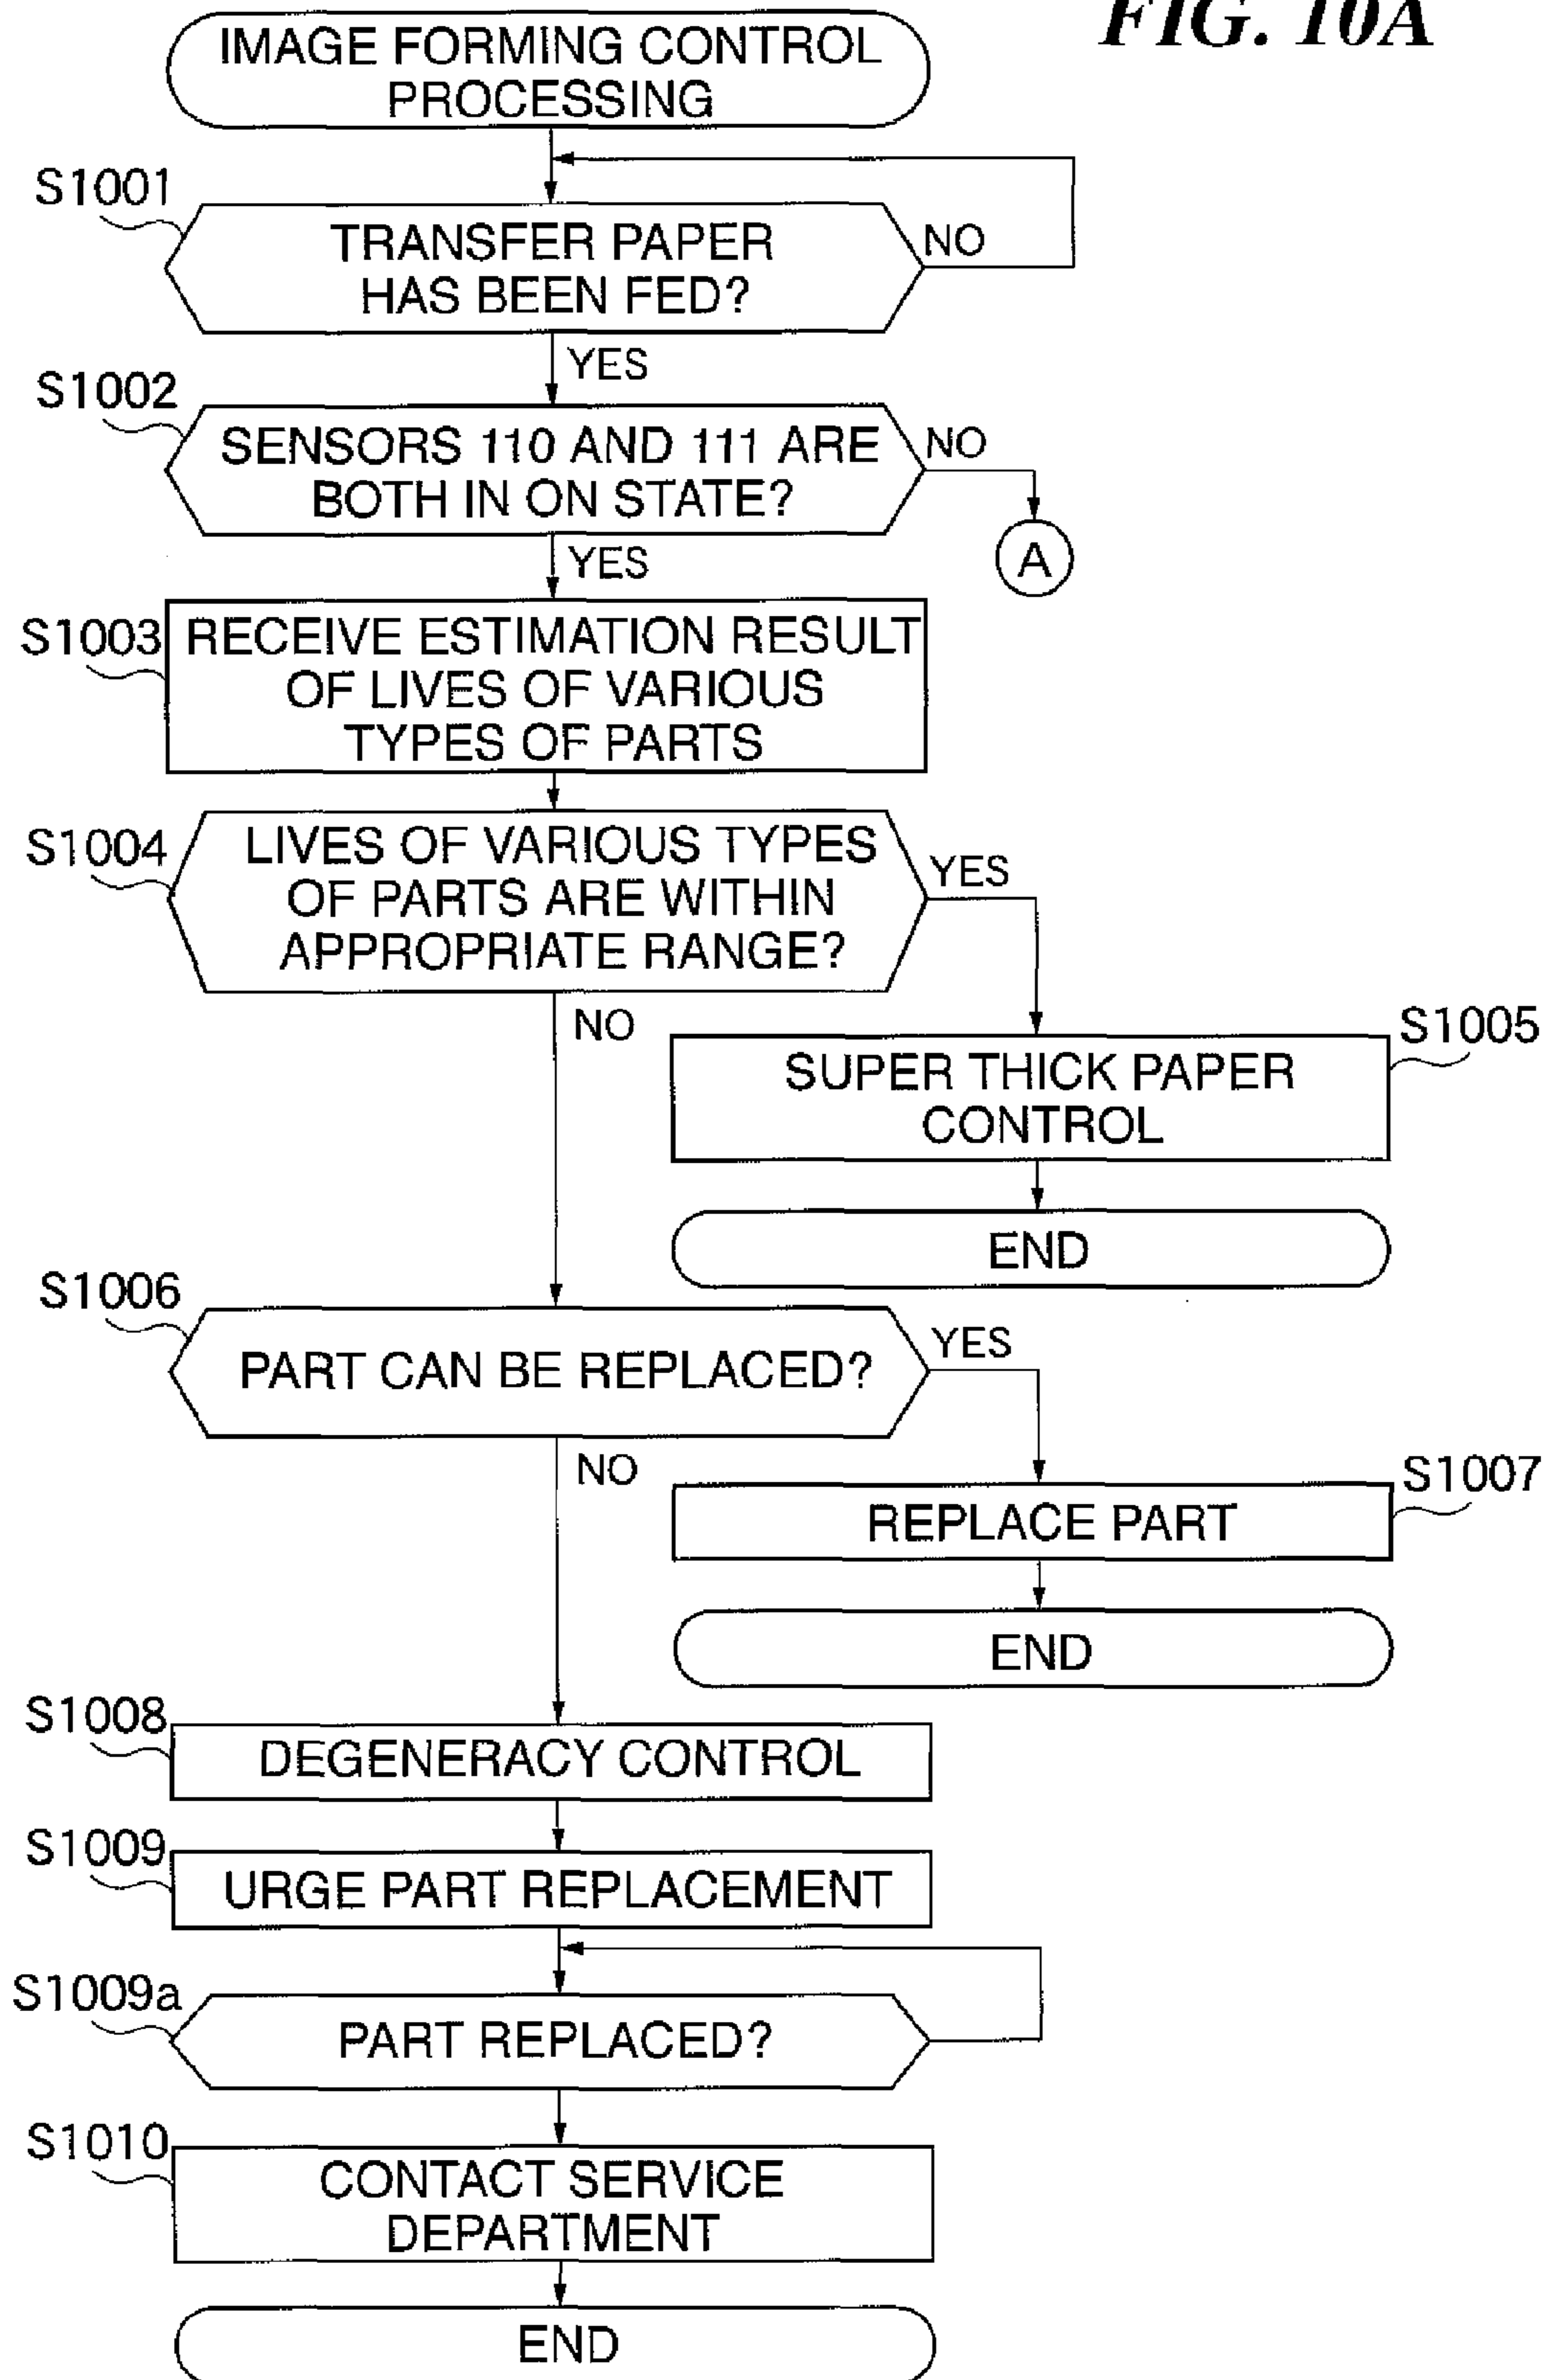 FIG. 10A
IMAGE FORMING CONTROL
PROCESSING
S1001
TRANSFER PAPER
HAS BEEN FED?
NO
YES
S1002
SENSORS 110 AND 111 ARE
BOTH IN ON STATE?
NO
A
YES
S1003
RECEIVE ESTIMATION RESULT
OF LIVES OF VARIOUS
TYPES OF PARTS
S1004
LIVES OF VARIOUS TYPES
OF PARTS ARE WITHIN
APPROPRIATE RANGE?
YES
NO
S1005
SUPER THICK PAPER
CONTROL
END
S1006
PART CAN BE REPLACED?
YES
NO
S1007
REPLACE PART
END
S1008
DEGENERACY CONTROL
S1009
URGE PART REPLACEMENT
S1009a
PART REPLACED?
S1010
CONTACT SERVICE
DEPARTMENT
END